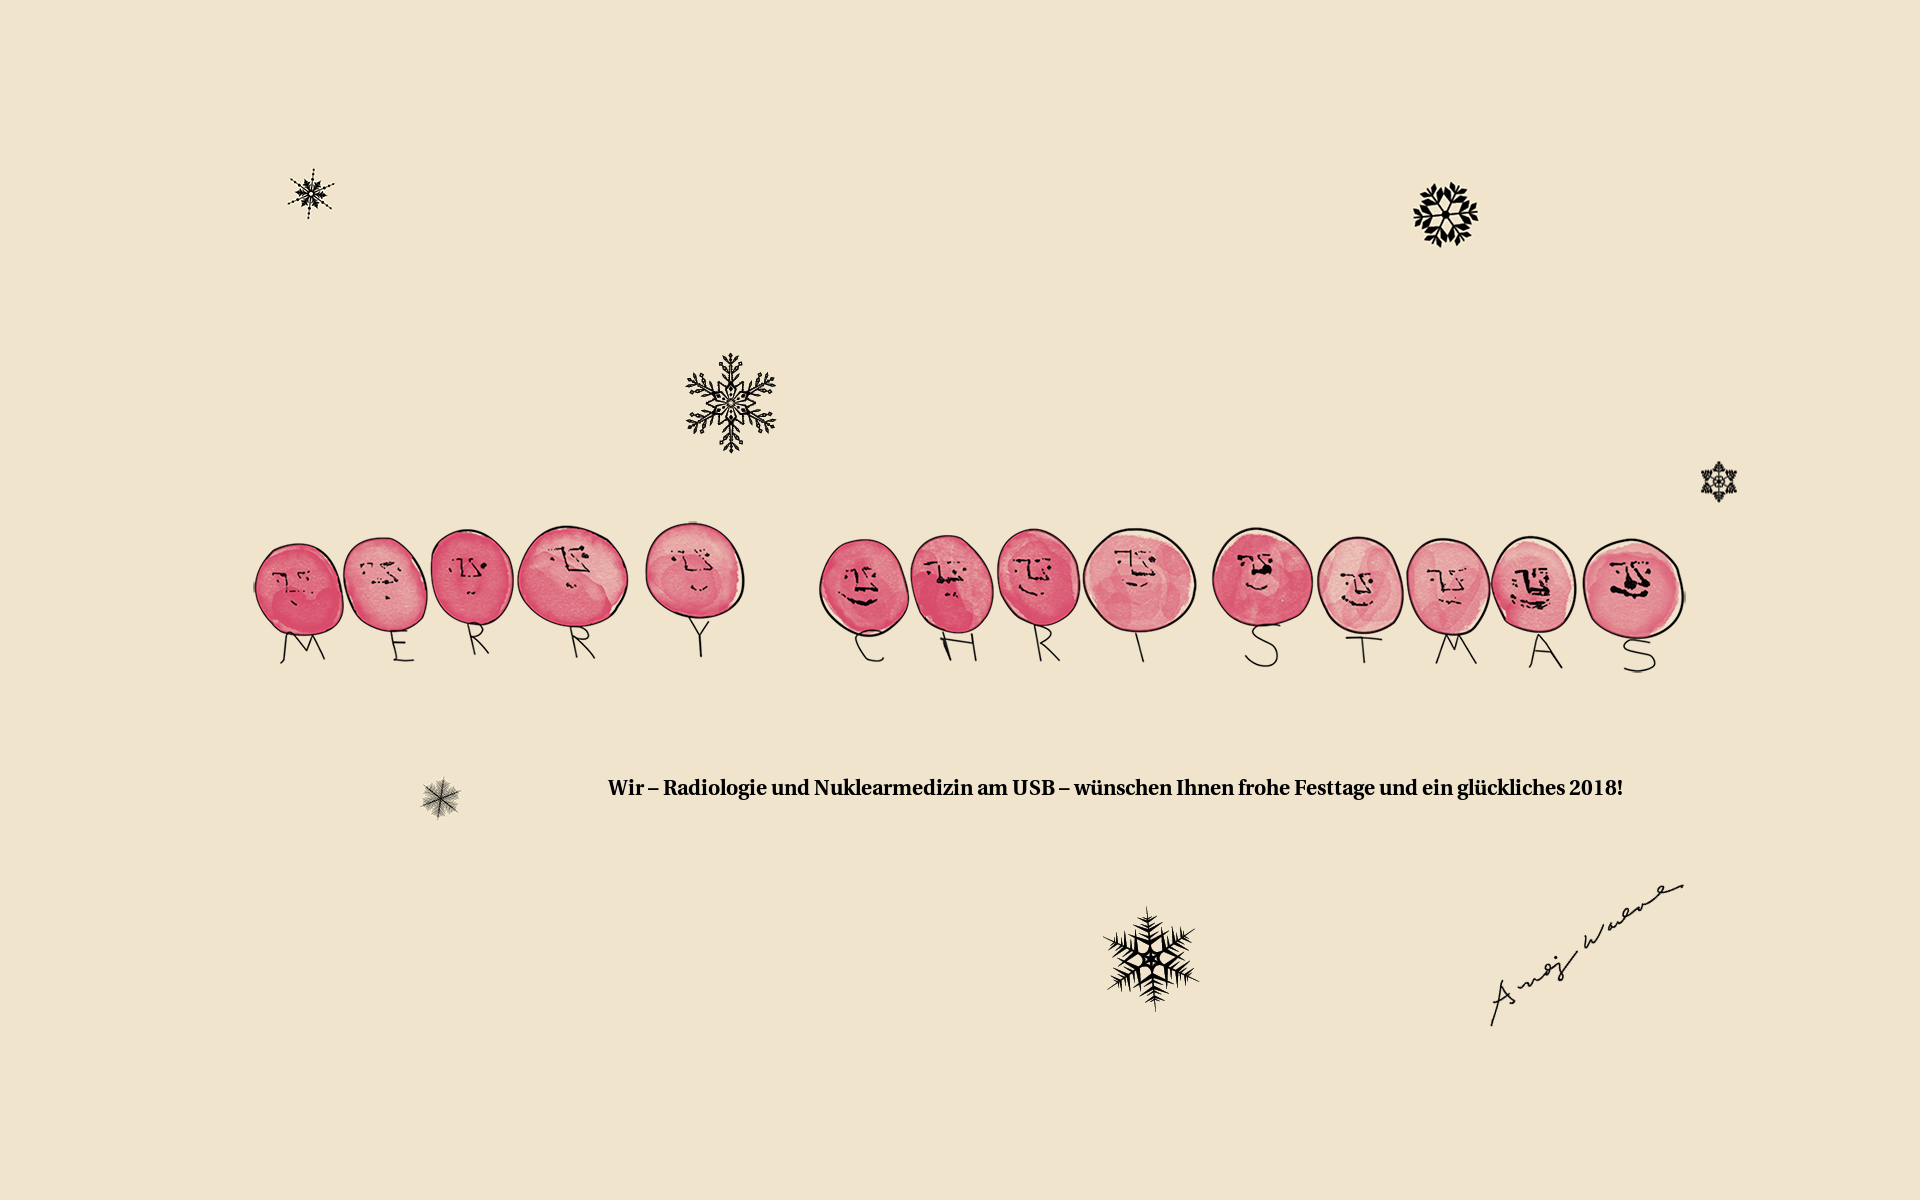 MERRY CHRISTMAS
Wir – Radiologie und Nuklearmedizin am USB – wünschen Ihnen frohe Festtage und ein glückliches 2018!
Andy Warhol